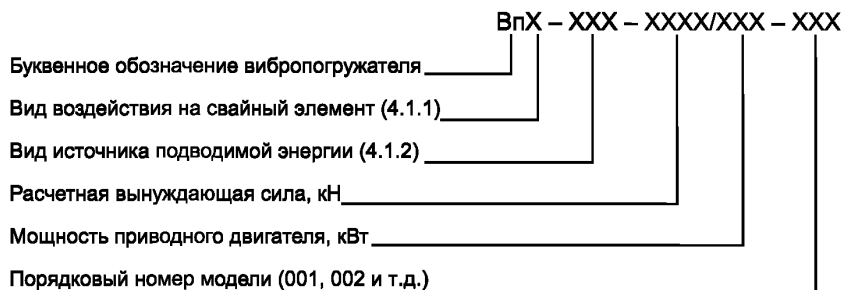 ВпХ – ХХХ – ХХХХ/ХХХ – ХХХ
Буквенное обозначение вибропогружателя
Вид воздействия на свайный элемент (4.1.1)
Вид источника подводимой энергии (4.1.2)
Расчетная вынуждающая сила, кН
Мощность приводного двигателя, кВт
Порядковый номер модели (001, 002 и т.д.)